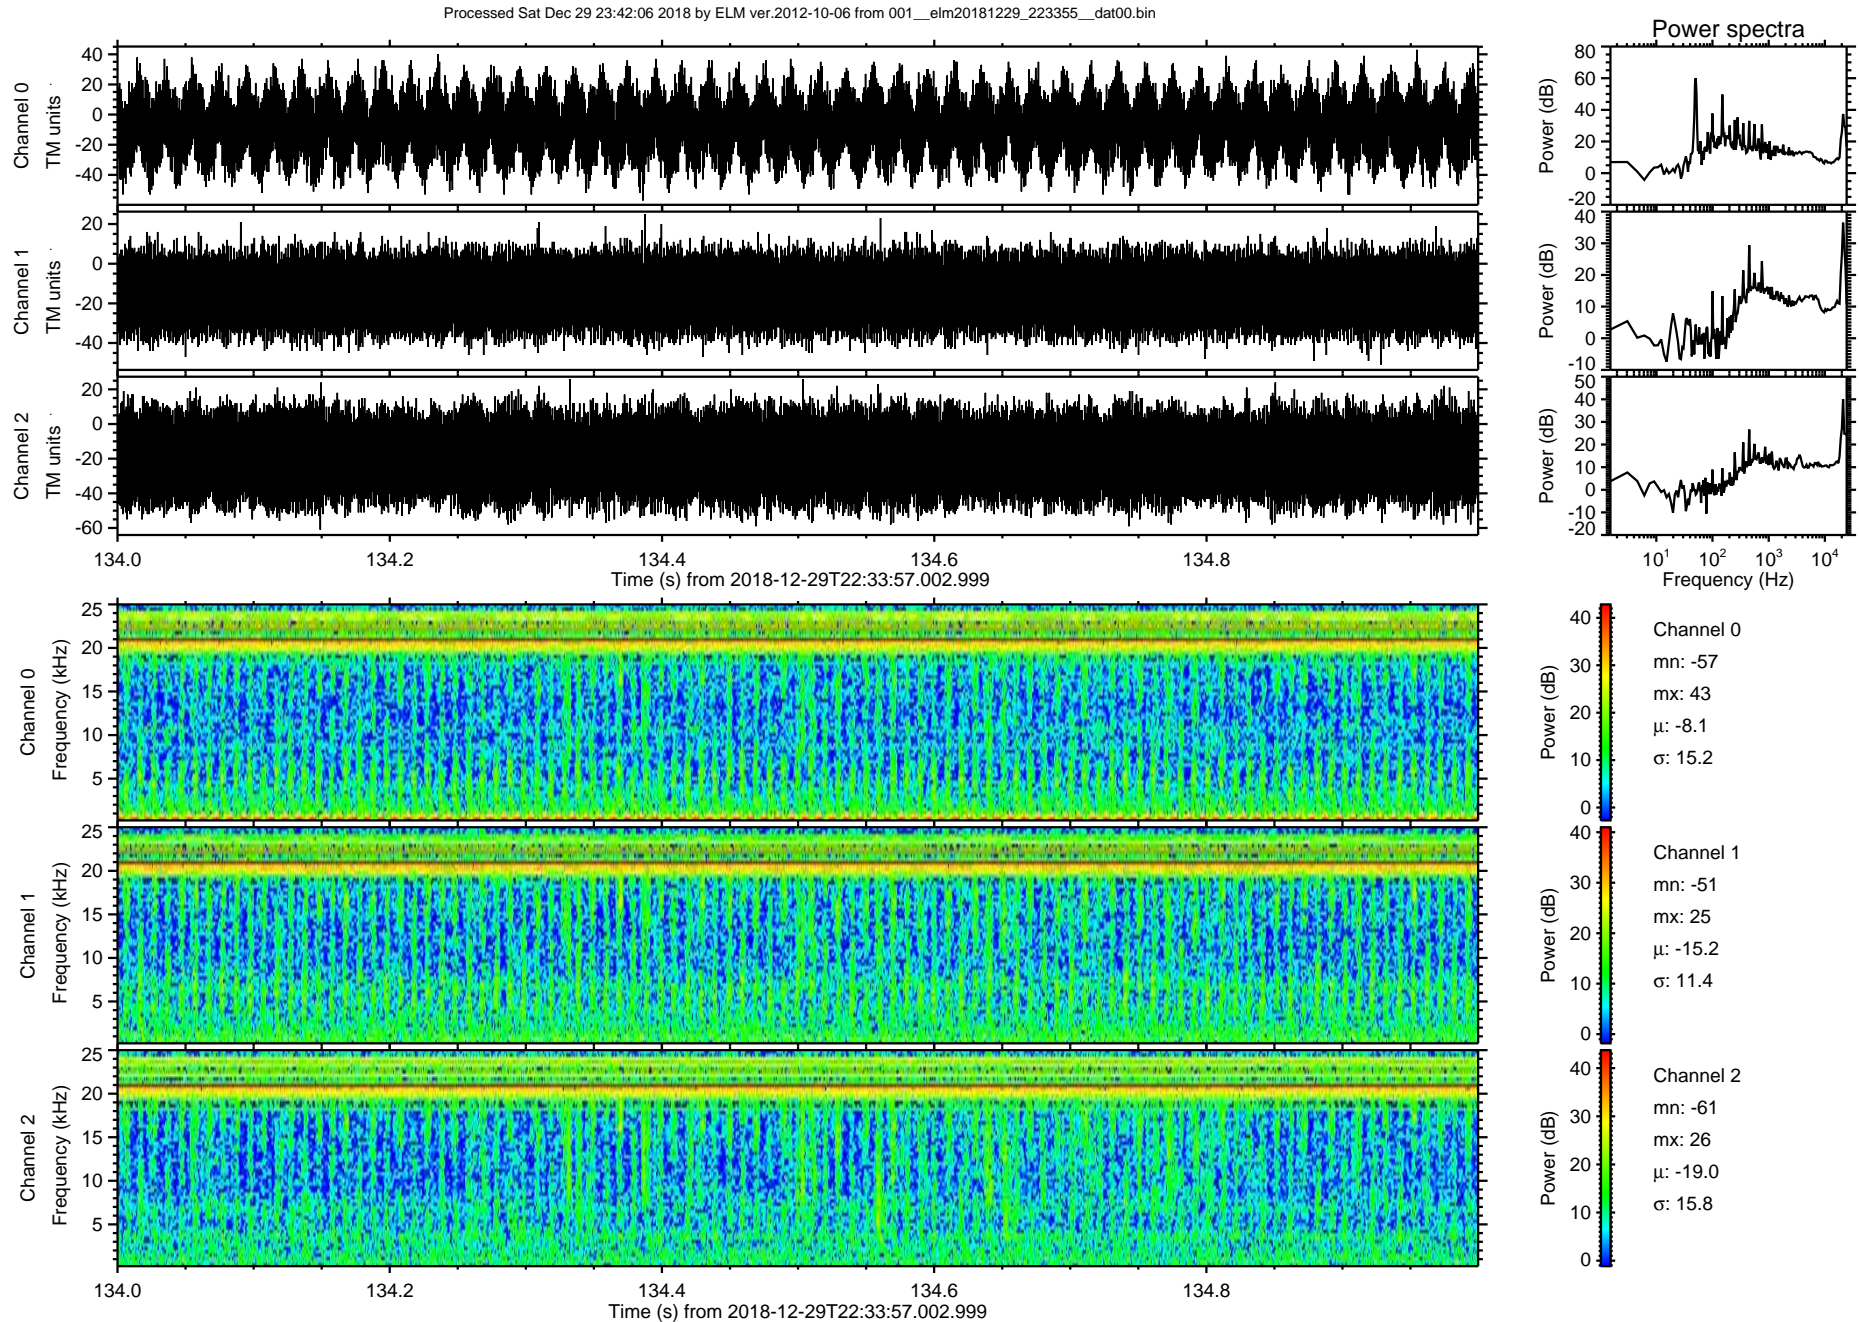 Processed Sat Dec 29 23:42:06 2018 by ELM ver.2012-10-06 from 001__elm20181229_223355__dat00.bin
Power spectra
Channel 0
TM units
40
20
0
-20
-40
Power (dB)
80
60
40
20
0
-20
Channel 1
TM units
20
0
-20
-40
Power (dB)
40
30
20
10
0
-10
Channel 2
TM units
20
0
-20
-40
-60
Power (dB)
50
40
30
20
10
0
-10
-20
134.0 134.2 134.4 134.6 134.8
Time (s) from 2018-12-29T22:33:57.002.999
10¹ 10² 10³ 10⁴
Frequency (Hz)
Channel 0
Frequency (kHz)
25
20
15
10
5
Power (dB)
40
30
20
10
0
Channel 0
mn: -57
mx: 43
μ: -8.1
σ: 15.2
Channel 1
Frequency (kHz)
25
20
15
10
5
Power (dB)
40
30
20
10
0
Channel 1
mn: -51
mx: 25
μ: -15.2
σ: 11.4
Channel 2
Frequency (kHz)
25
20
15
10
5
Power (dB)
40
30
20
10
0
Channel 2
mn: -61
mx: 26
μ: -19.0
σ: 15.8
134.0 134.2 134.4 134.6 134.8
Time (s) from 2018-12-29T22:33:57.002.999